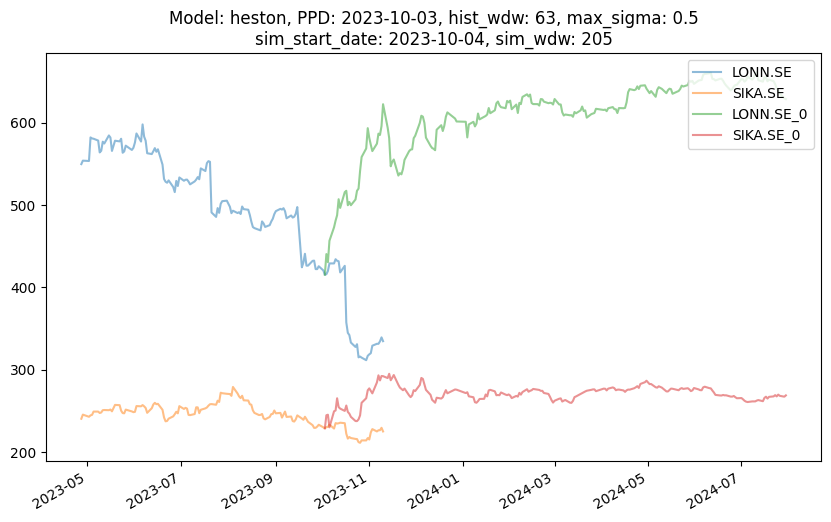 Model: heston, PPD: 2023-10-03, hist_wdw: 63, max_sigma: 0.5
sim_start_date: 2023-10-04, sim_wdw: 205
LONN.SE
SIKA.SE
LONN.SE_0
SIKA.SE_0
600
500
400
300
200
2023-05
2023-07
2023-09
2023-11
2024-01
2024-03
2024-05
2024-07